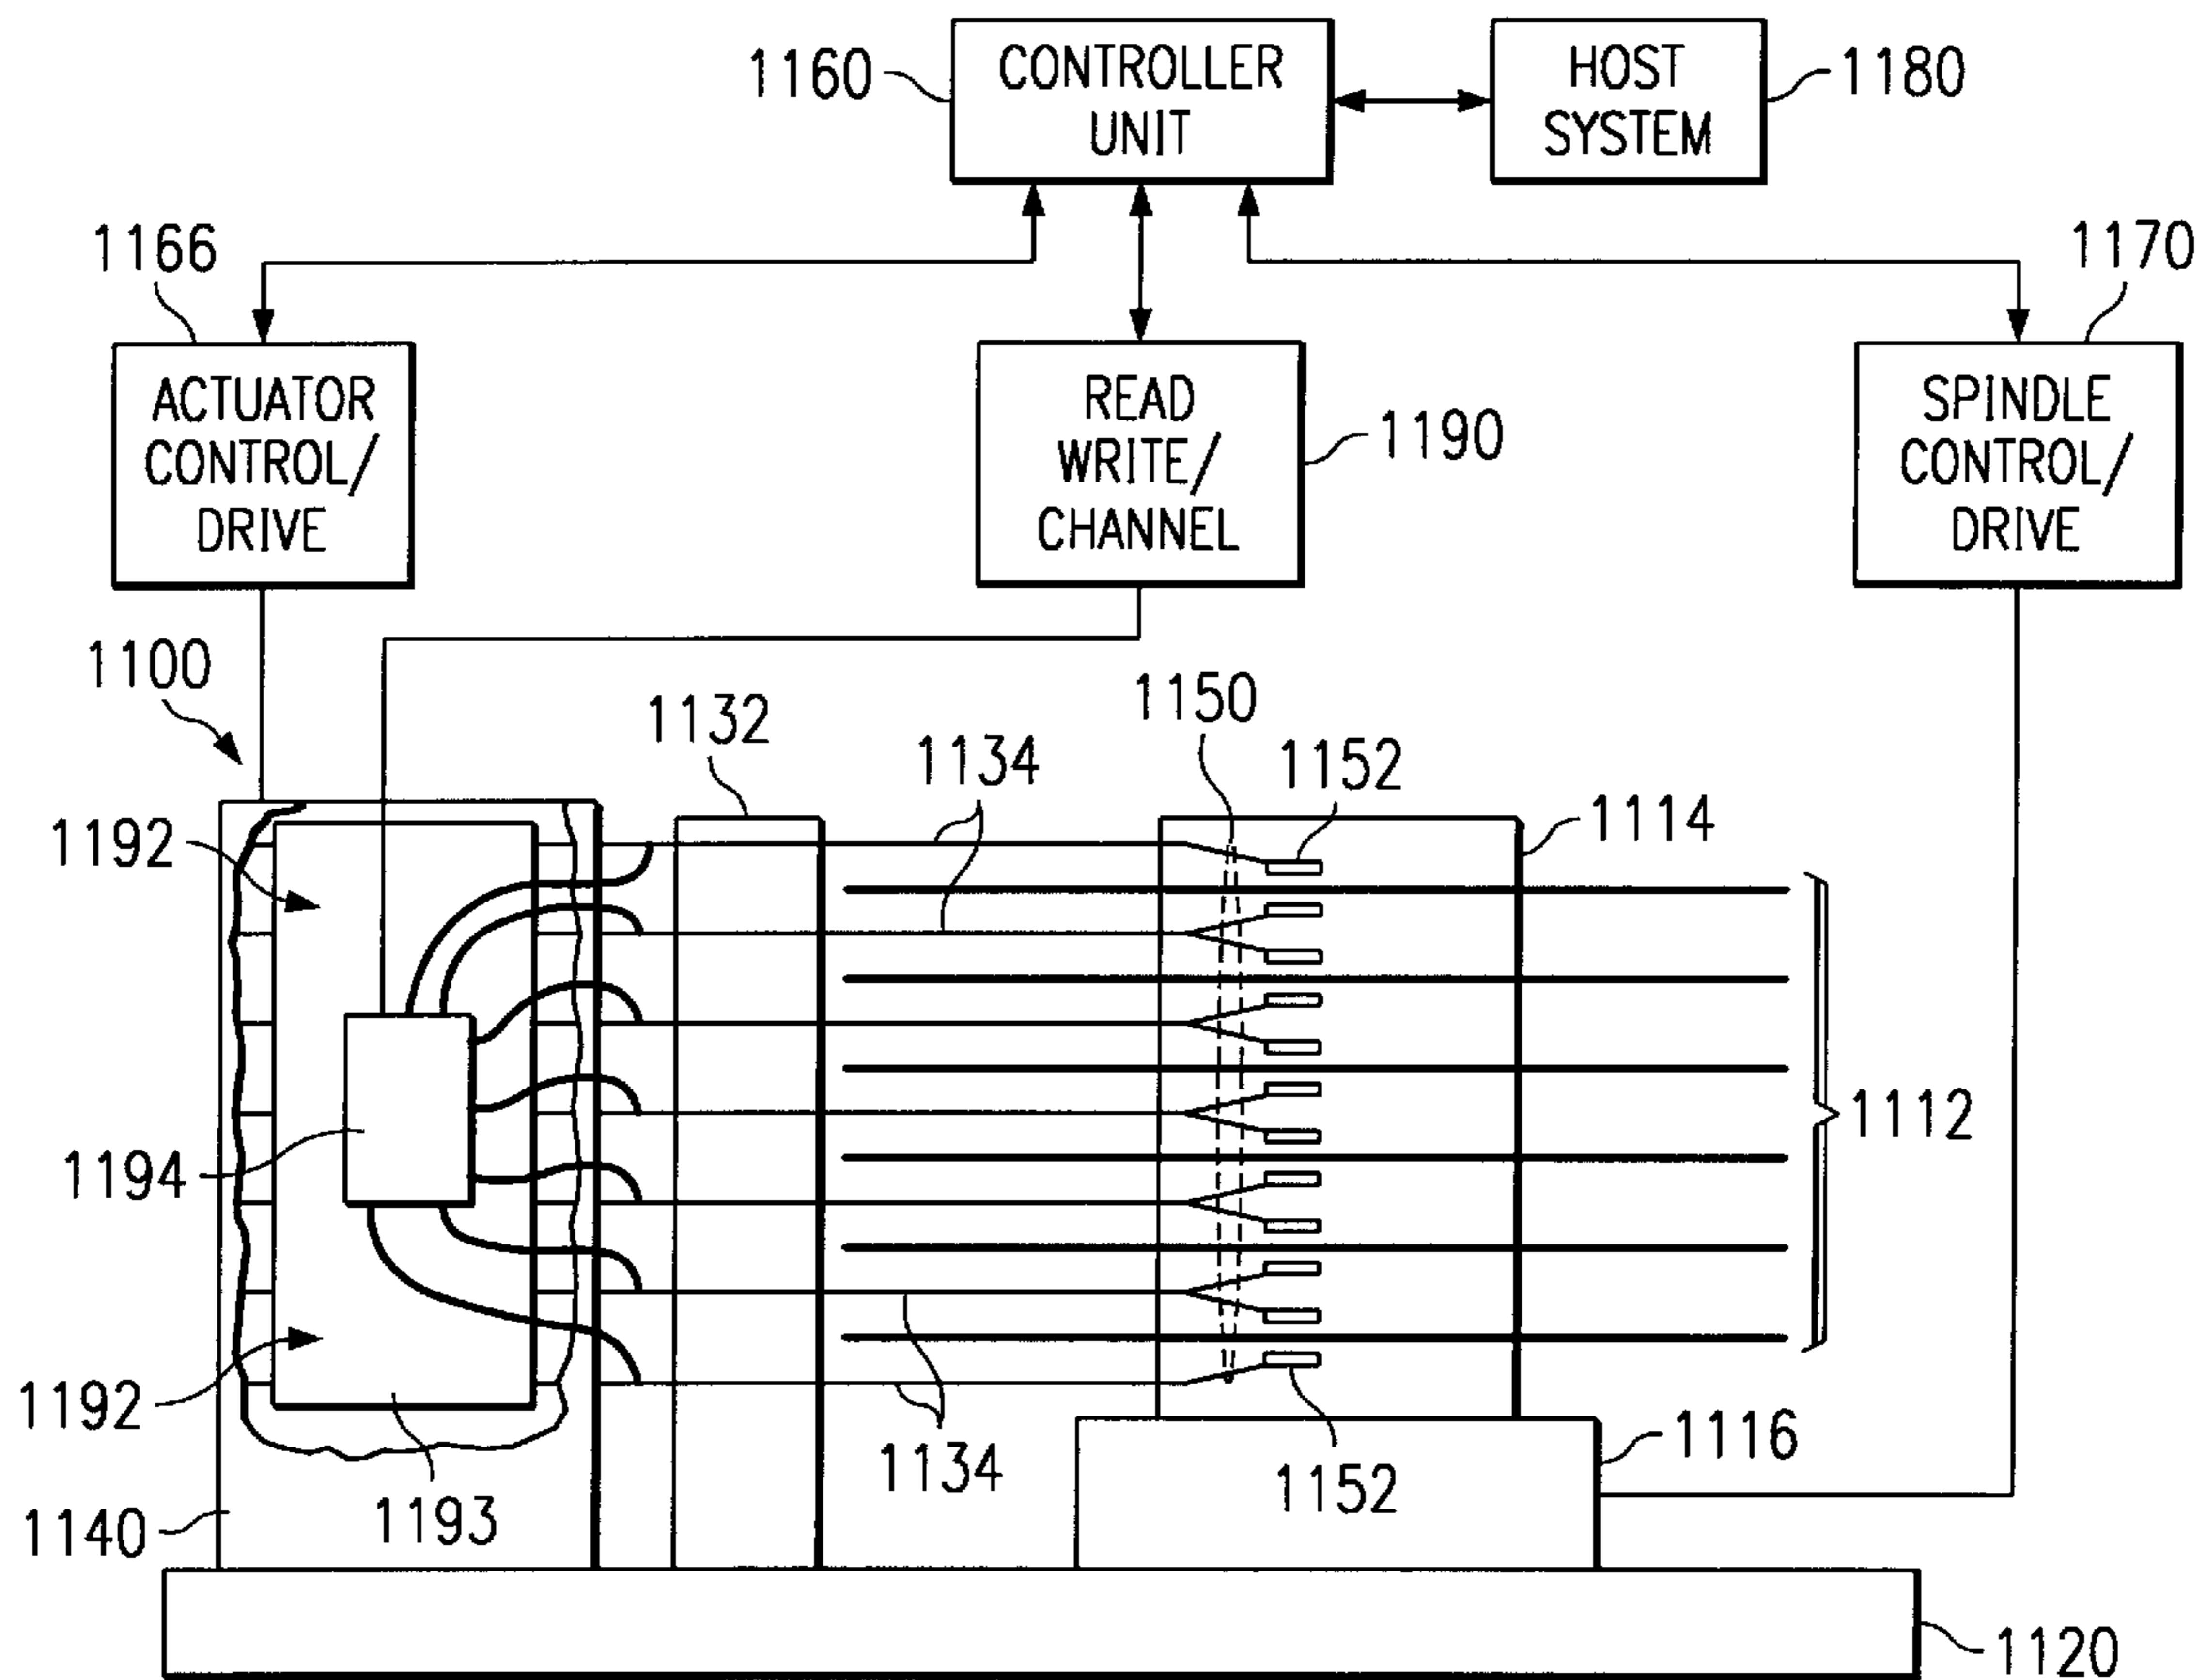 1160
CONTROLLER
UNIT
HOST
SYSTEM
1180
1166
1170
ACTUATOR
CONTROL/
DRIVE
READ
WRITE/
CHANNEL
1190
SPINDLE
CONTROL/
DRIVE
1100
1132
1134
1150
1152
1114
1192
1112
1194
1192
1193
1134
1152
1116
1140
1120